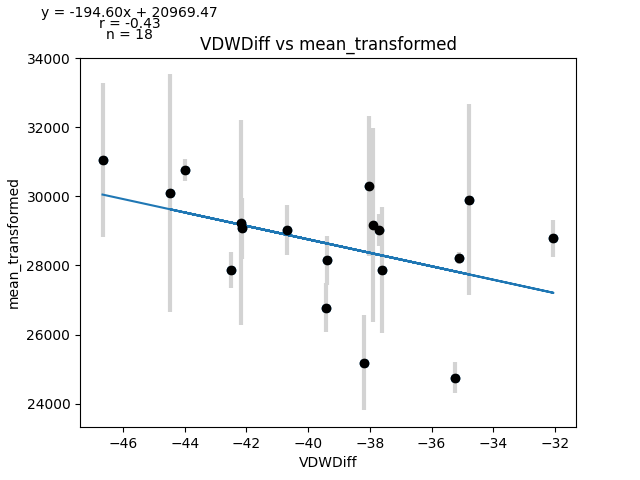 y = -194.60x + 20969.47
r = -0.43
n = 18
VDWDiff vs mean_transformed
34000
32000
30000
28000
26000
24000
mean_transformed
−46
−44
−42
−40
−38
−36
−34
−32
VDWDiff